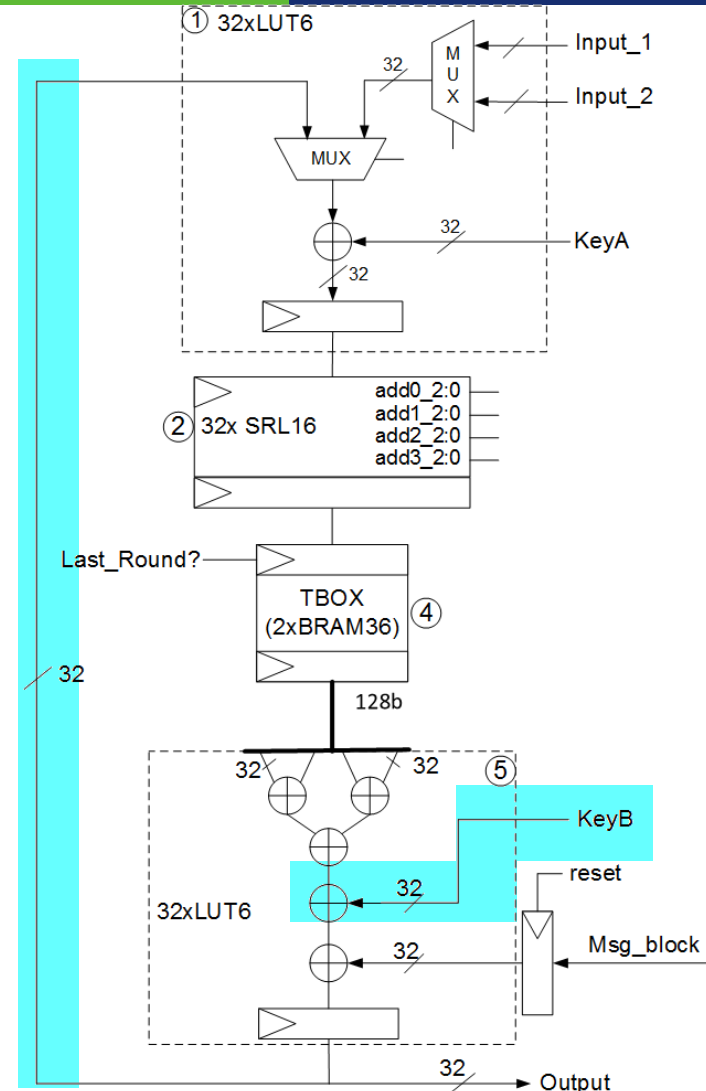 ① 32xLUT6
Input_1
MUX
32
Input_2
MUX
32
KeyA
32
② 32x SRL16
add0_2:0
add1_2:0
add2_2:0
add3_2:0
Last_Round?
TBOX
(2xBRAM36)
④
32
128b
32
32
⑤
KeyB
32
reset
32xLUT6
32
Msg_block
32
Output